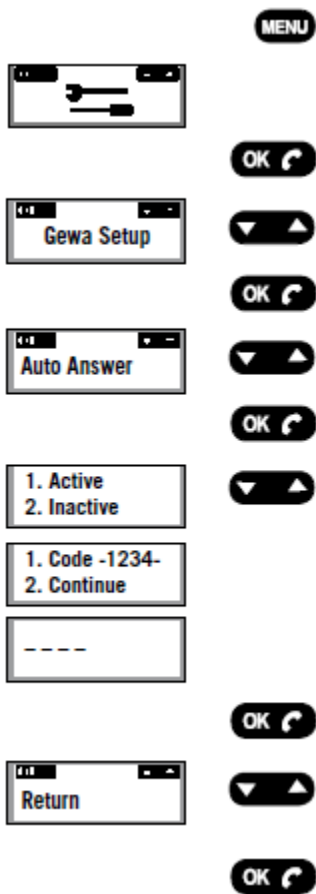 MENU
OK
Gewa Setup
OK
Auto Answer
OK
1. Active
2. Inactive
1. Code -1234-
2. Continue
----
OK
Return
OK